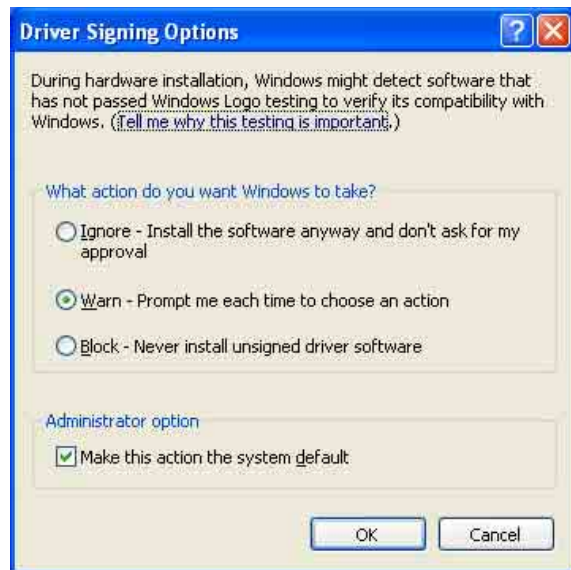 Driver Signing Options
During hardware installation, Windows might detect software that
has not passed Windows Logo testing to verify its compatibility with
Windows. (Tell me why this testing is important.)
What action do you want Windows to take?
Ignore - Install the software anyway and don't ask for my
approval
Warn - Prompt me each time to choose an action
Block - Never install unsigned driver software
Administrator option
Make this action the system default
OK Cancel